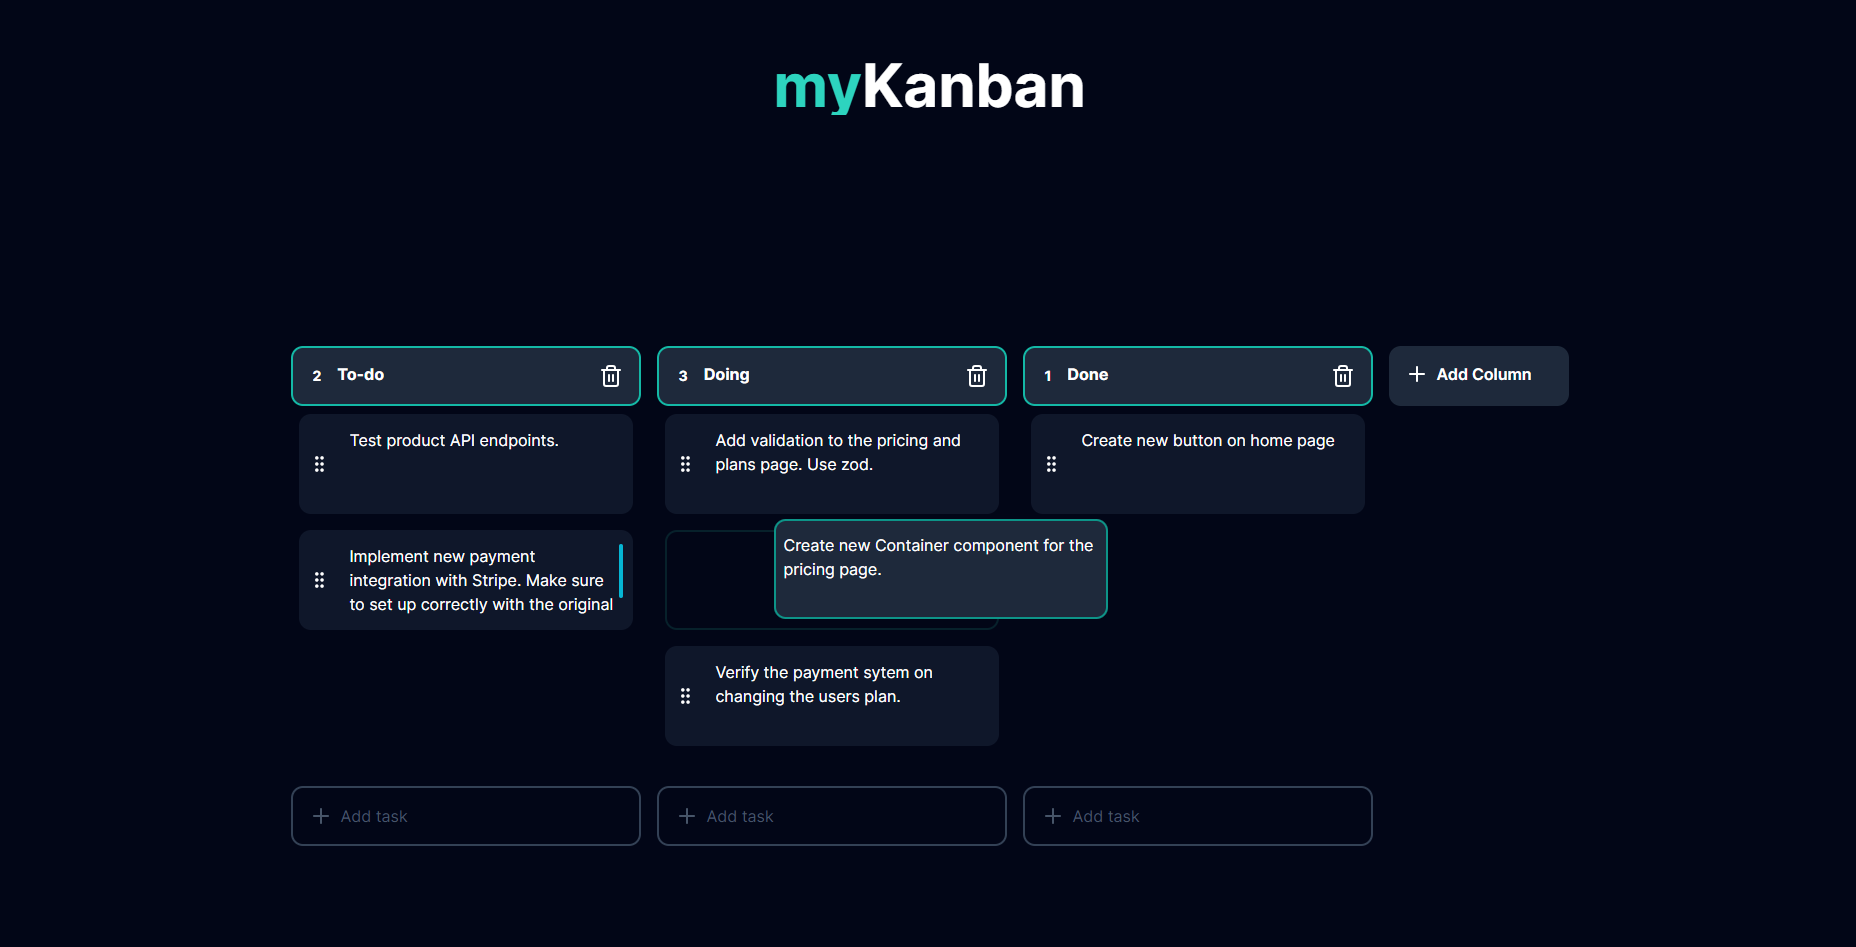 myKanban
2 To-do
Test product API endpoints.
Implement new payment
integration with Stripe. Make sure
to set up correctly with the original
Add task
3 Doing
Add validation to the pricing and
plans page. Use zod.
Create new Container component for the
pricing page.
Verify the payment sytem on
changing the users plan.
Add task
1 Done
Create new button on home page
Add task
Add Column